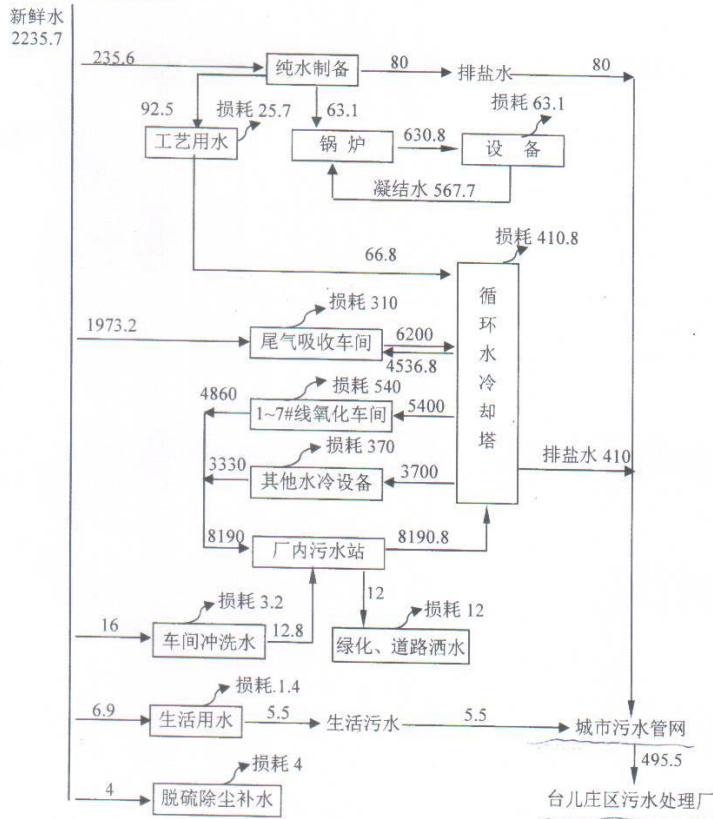 新鲜水
2235.7
235.6
纯水制备
80
排盐水
80
92.5
损耗 25.7
63.1
损耗 63.1
工艺用水
锅 炉
630.8
设 备
凝结水 567.7
66.8
损耗 410.8
循环水冷却塔
损耗 310
1973.2
尾气吸收车间
6200
4536.8
损耗 540
4860
1~7#线氧化车间
5400
损耗 370
3330
其他水冷设备
3700
排盐水 410
8190
厂内污水站
8190.8
12
损耗 3.2
损耗 12
16
车间冲洗水
12.8
绿化、道路洒水
损耗.1.4
6.9
生活用水
5.5
生活污水
5.5
城市污水管网
495.5
损耗 4
4
脱硫除尘补水
台儿庄区污水处理厂